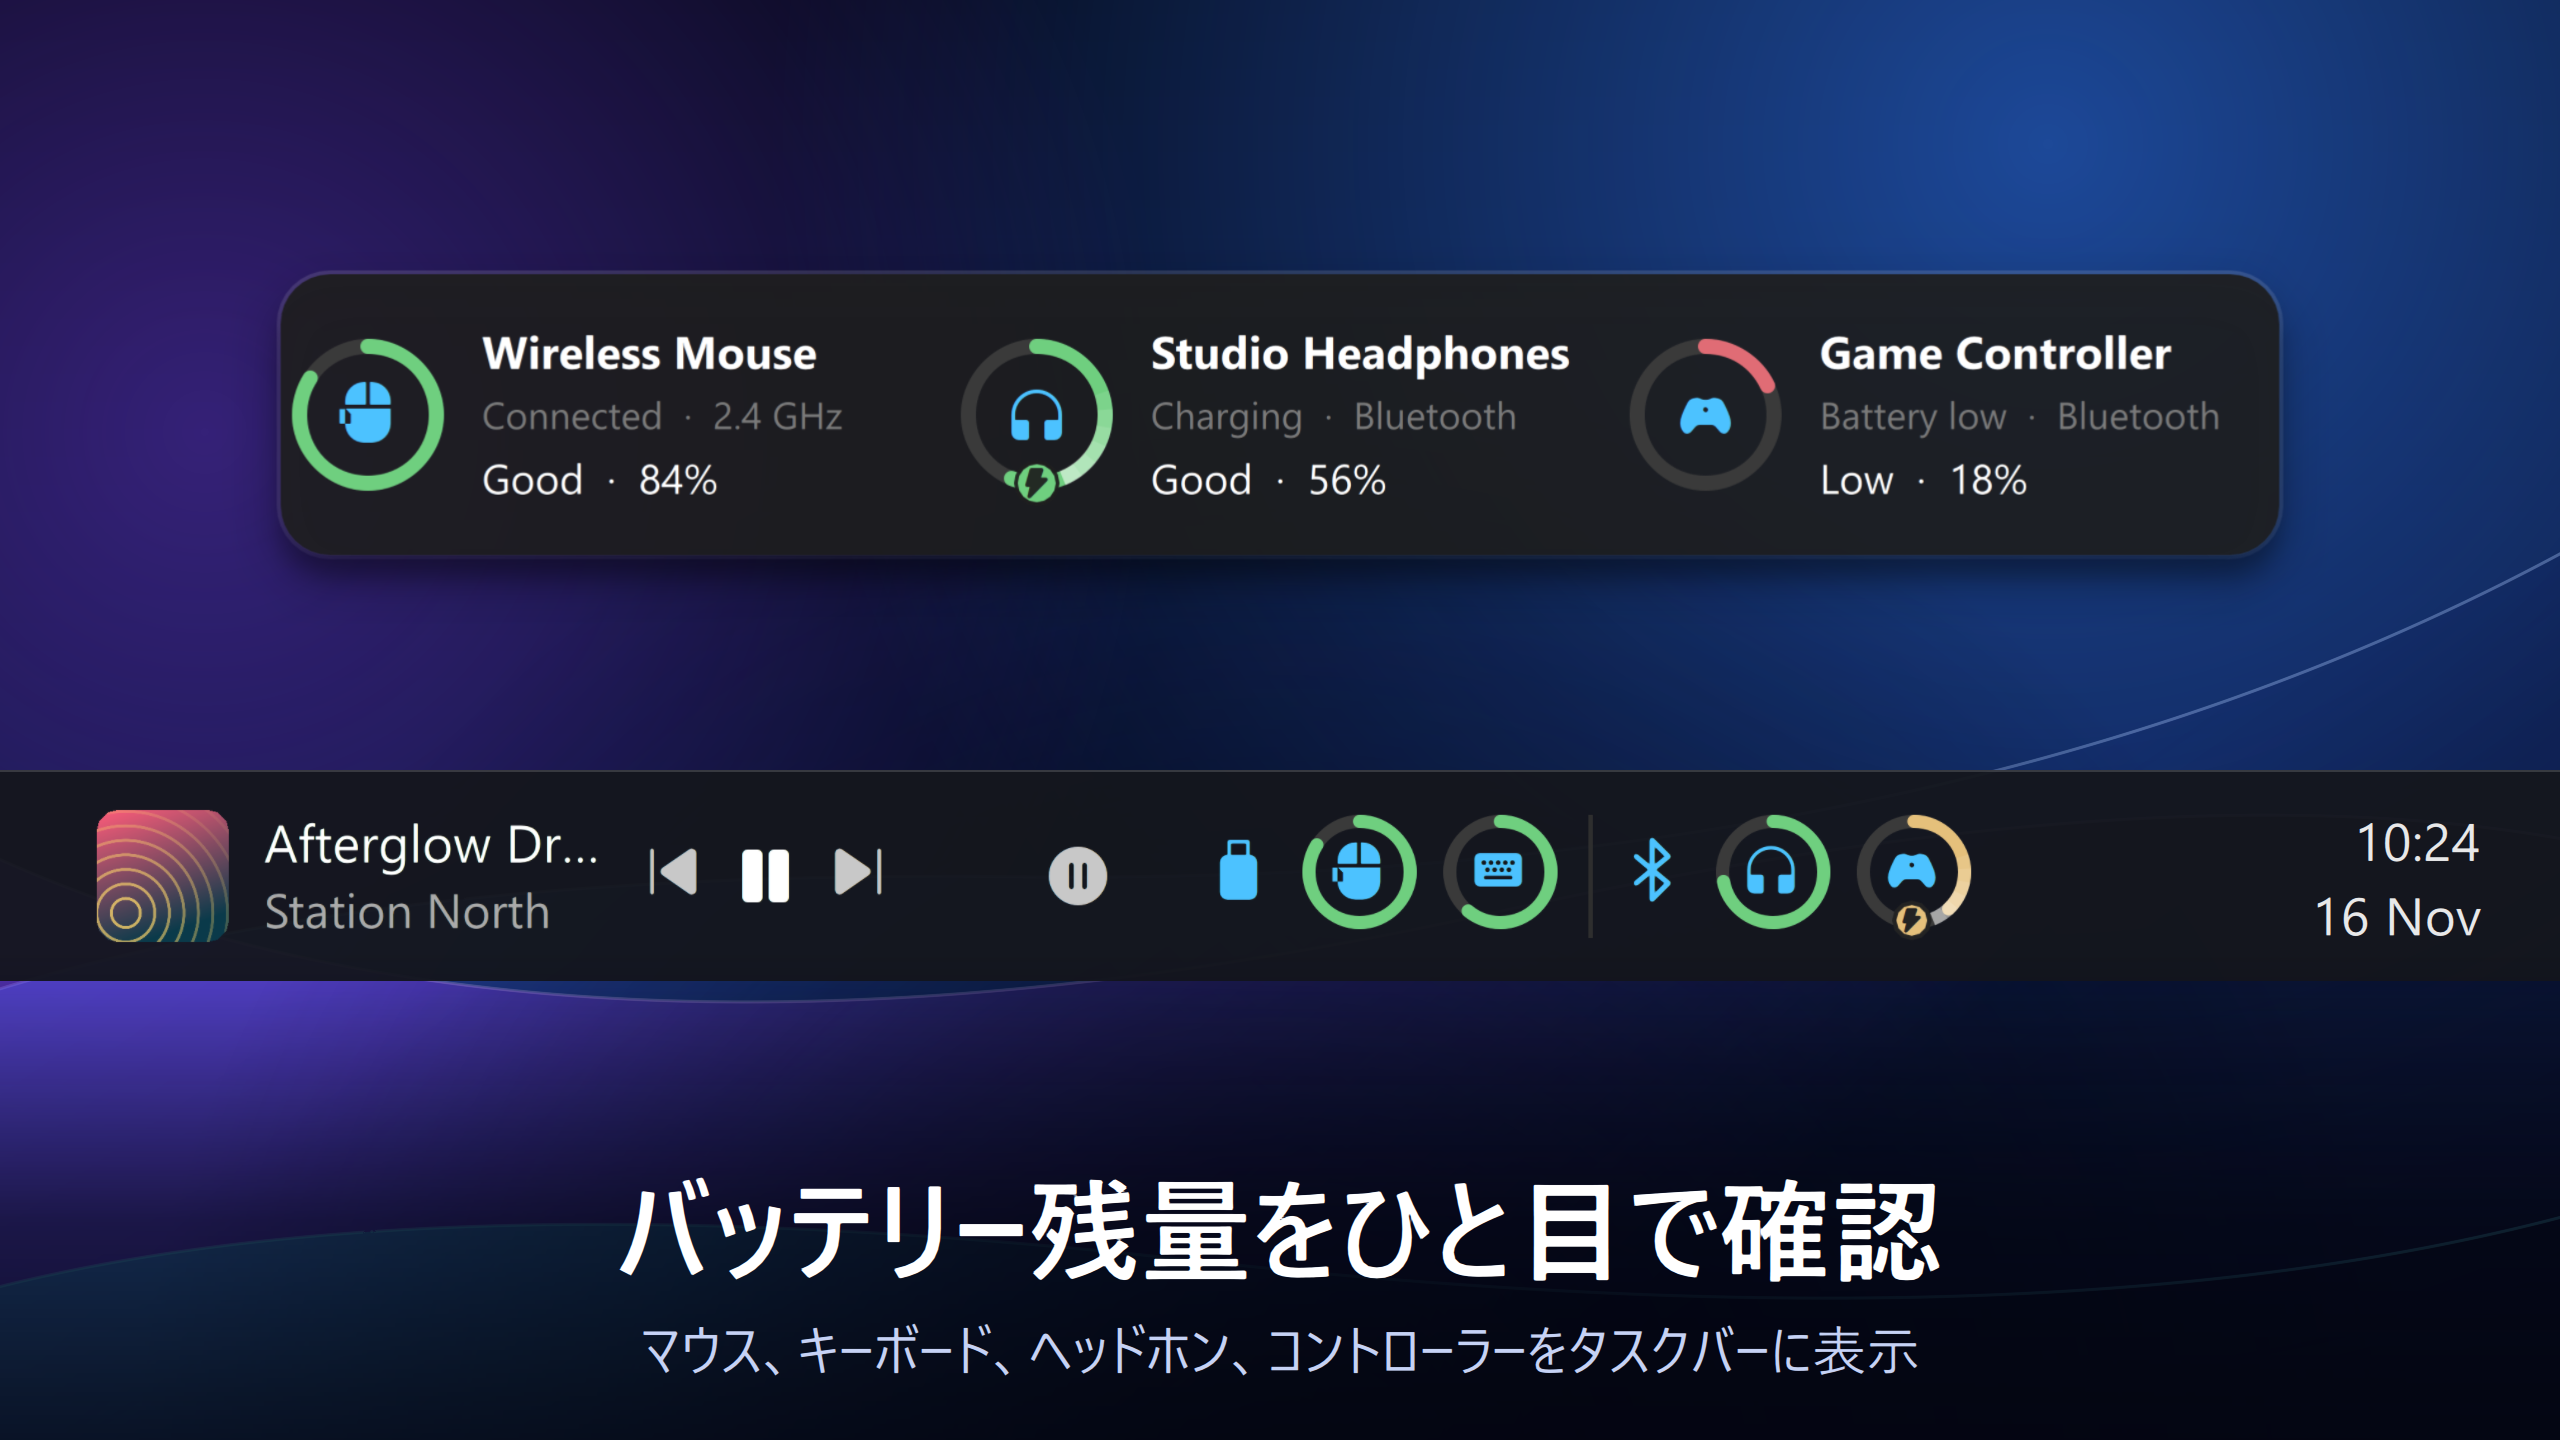 Wireless Mouse
Connected · 2.4 GHz
Good · 84%
Studio Headphones
Charging · Bluetooth
Good · 56%
Game Controller
Battery low · Bluetooth
Low · 18%
Afterglow Dr...
Station North
10:24
16 Nov
バッテリー残量をひと目で確認
マウス、キーボード、ヘッドホン、コントローラーをタスクバーに表示